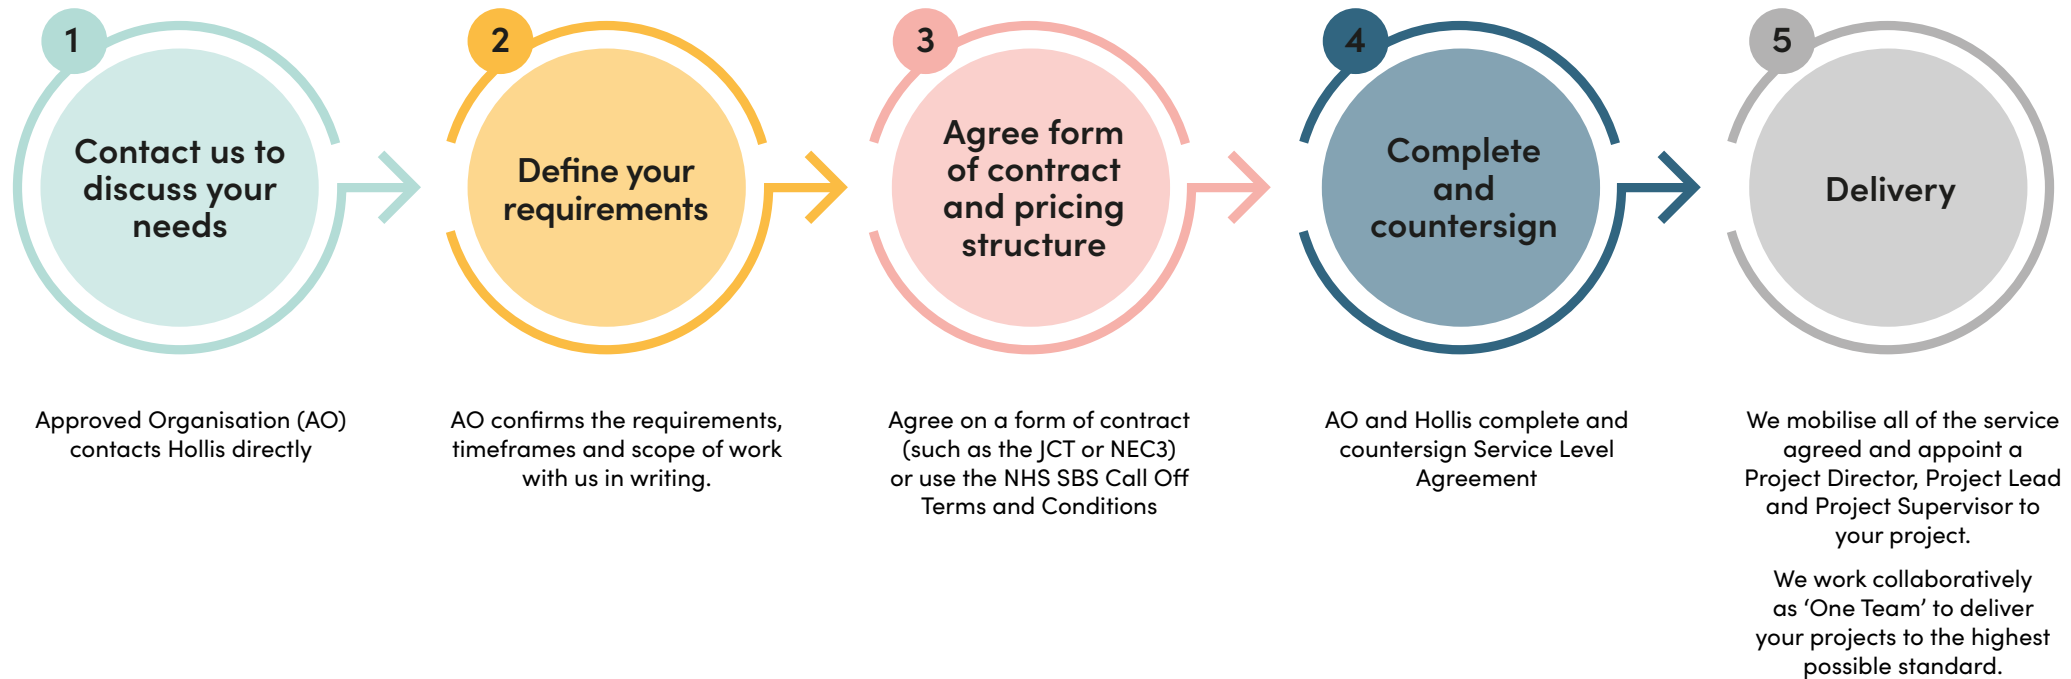 1
Contact us to
discuss your
needs
Approved Organisation (AO)
contacts Hollis directly
2
Define your
requirements
AO confirms the requirements,
timeframes and scope of work
with us in writing.
3
Agree form
of contract
and pricing
structure
Agree on a form of contract
(such as the JCT or NEC3)
or use the NHS SBS Call Off
Terms and Conditions
4
Complete
and
countersign
AO and Hollis complete and
countersign Service Level
Agreement
5
Delivery
We mobilise all of the service
agreed and appoint a
Project Director, Project Lead
and Project Supervisor to
your project.
We work collaboratively
as ‘One Team’ to deliver
your projects to the highest
possible standard.